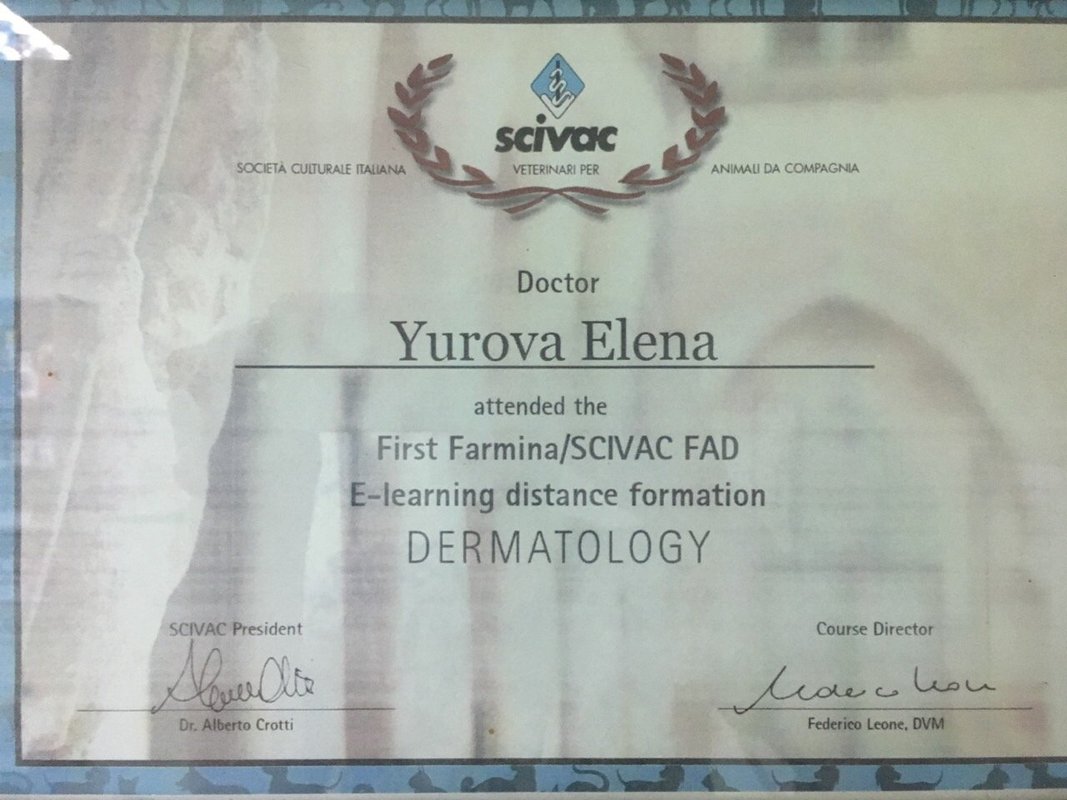 scivac
SOCIETÀ CULTURALE ITALIANA VETERINARI PER ANIMALI DA COMPAGNIA
Doctor
Yurova Elena
attended the
First Farmina/SCIVAC FAD
E-learning distance formation
DERMATOLOGY
SCIVAC President
Dr. Alberto Crotti
Course Director
Federico Leone, DVM